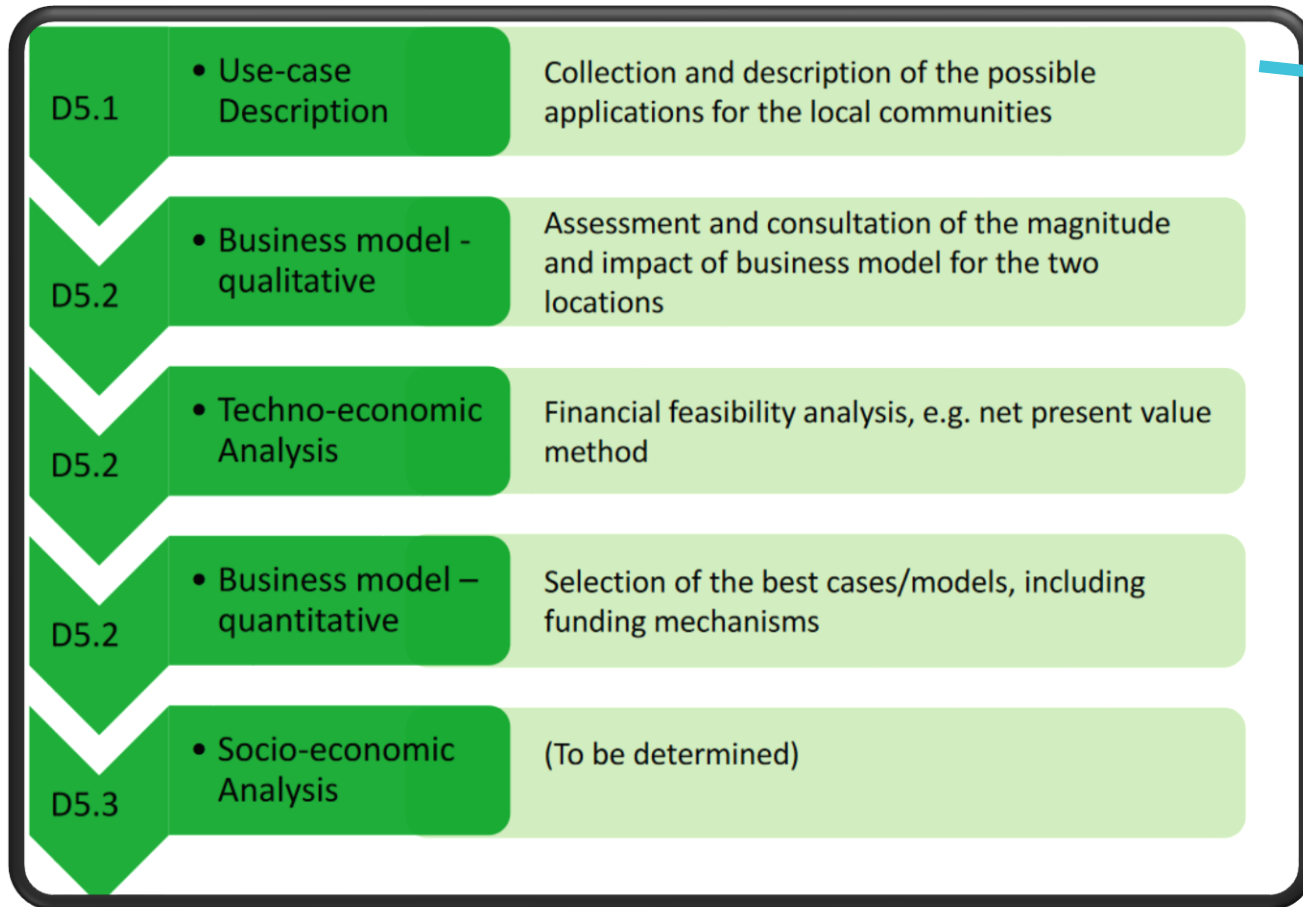 D5.1
• Use-case
Description
Collection and description of the possible
applications for the local communities
D5.2
• Business model -
qualitative
Assessment and consultation of the magnitude
and impact of business model for the two
locations
D5.2
• Techno-economic
Analysis
Financial feasibility analysis, e.g. net present value
method
D5.2
• Business model –
quantitative
Selection of the best cases/models, including
funding mechanisms
D5.3
• Socio-economic
Analysis
(To be determined)